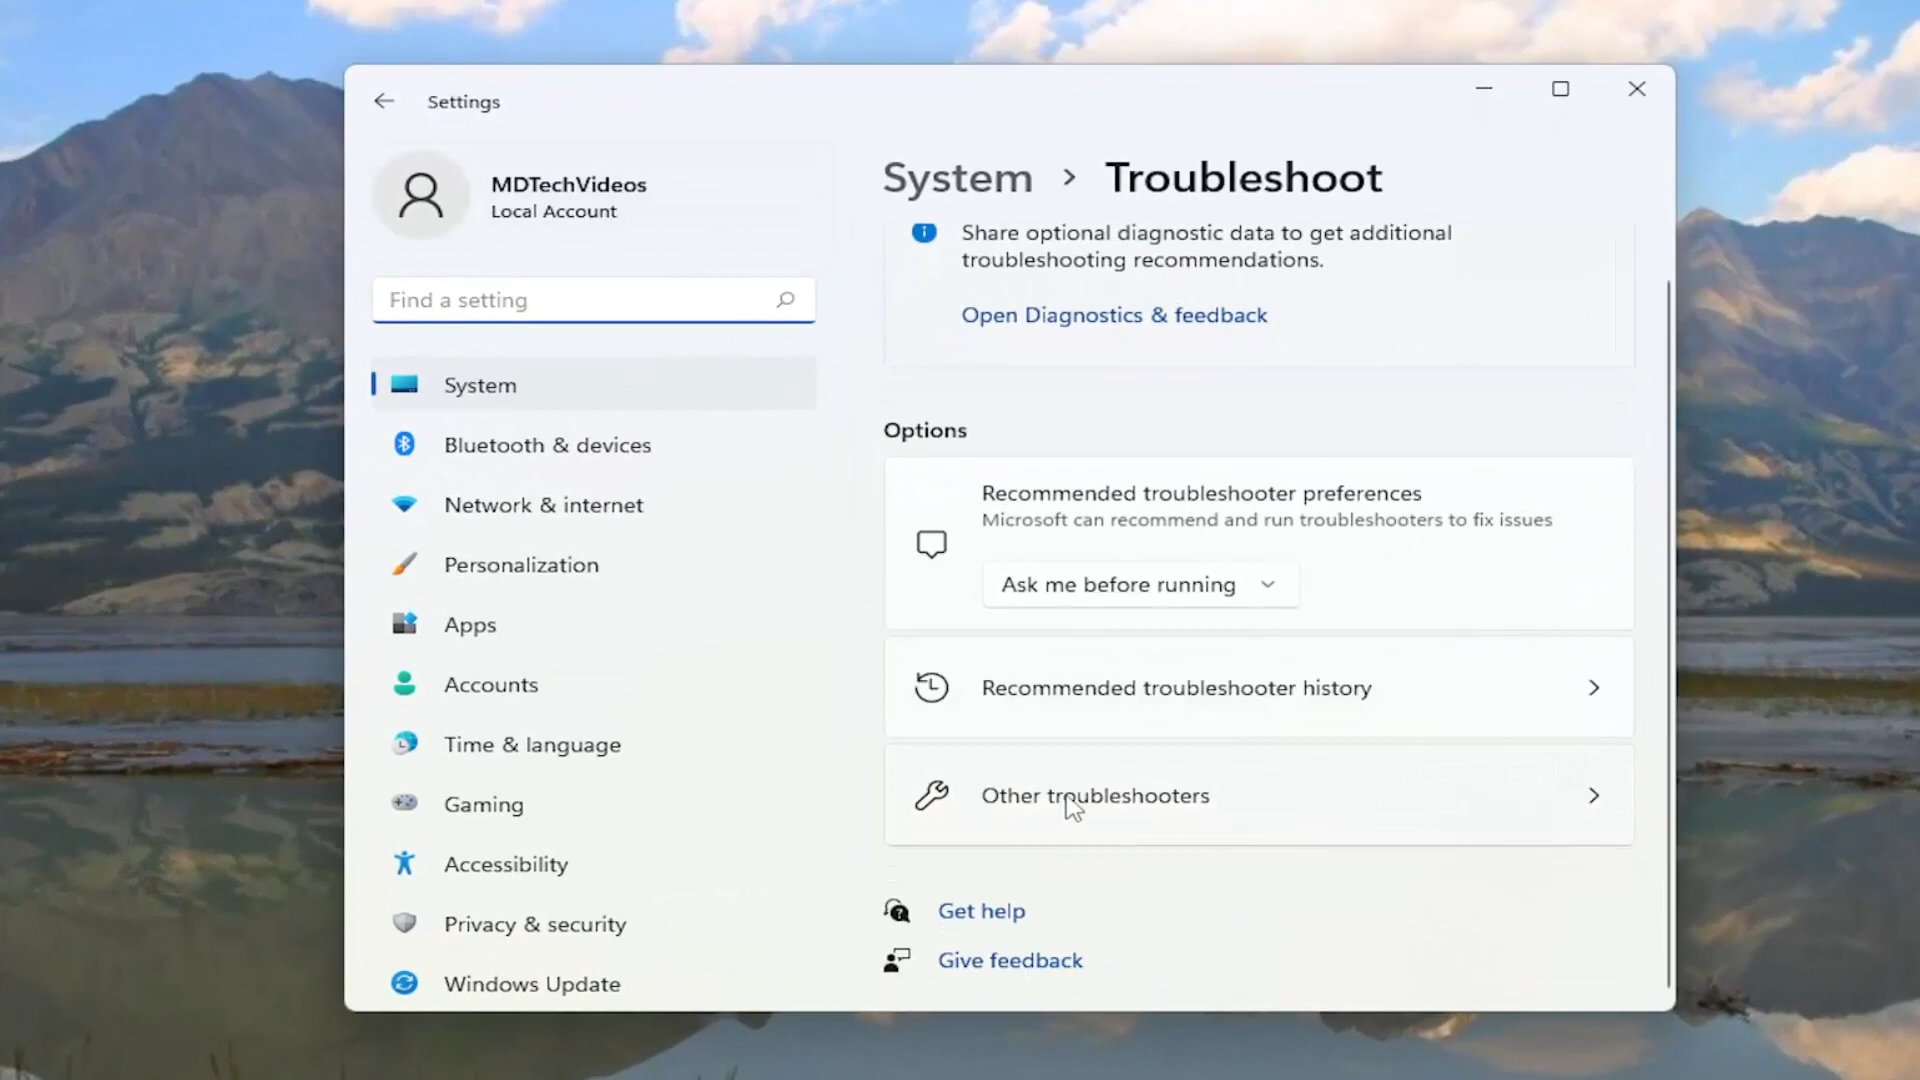 Settings
MDTechVideos
Local Account
Find a setting
System
Bluetooth & devices
Network & internet
Personalization
Apps
Accounts
Time & language
Gaming
Accessibility
Privacy & security
Windows Update
System > Troubleshoot
Share optional diagnostic data to get additional
troubleshooting recommendations.
Open Diagnostics & feedback
Options
Recommended troubleshooter preferences
Microsoft can recommend and run troubleshooters to fix issues
Ask me before running
Recommended troubleshooter history
Other troubleshooters
Get help
Give feedback